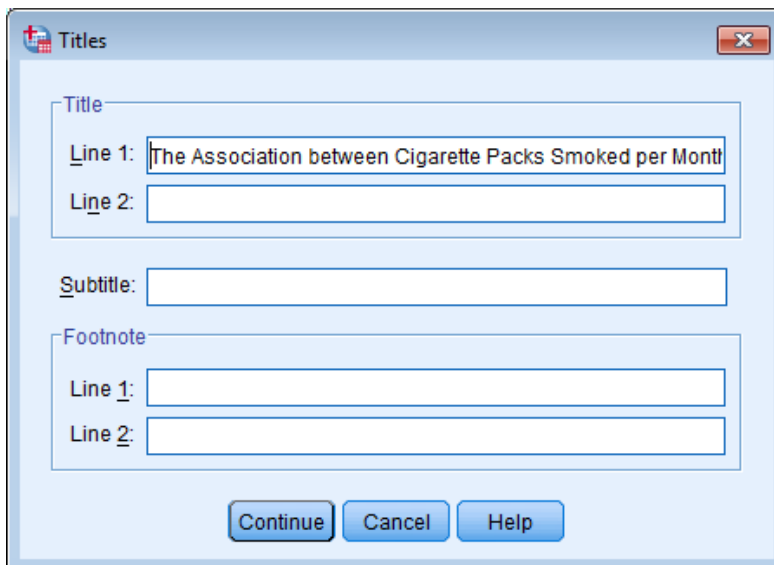 Titles
Title
Line 1: The Association between Cigarette Packs Smoked per Month
Line 2:
Subtitle:
Footnote
Line 1:
Line 2:
Continue Cancel Help